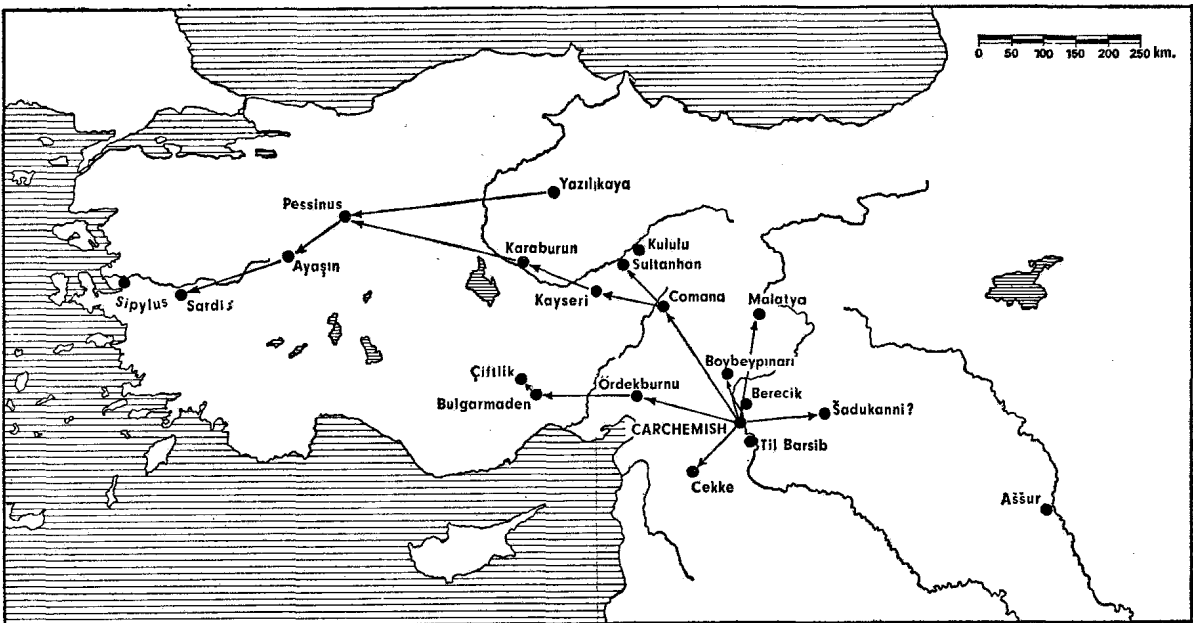 0 50 100 150 200 250 km.
Yazılıkaya
Pessinus
Kululu
Karaburun
Sultanhan
Ayaşın
Sipylus
Sardis
Kayseri
Comana
Malatya
Boybeypınarı
Çiftlik
Ördekburnu
Bulgarmaden
Berecik
Šadukanni?
CARCHEMISH
Til Barsib
Cekke
Aššur